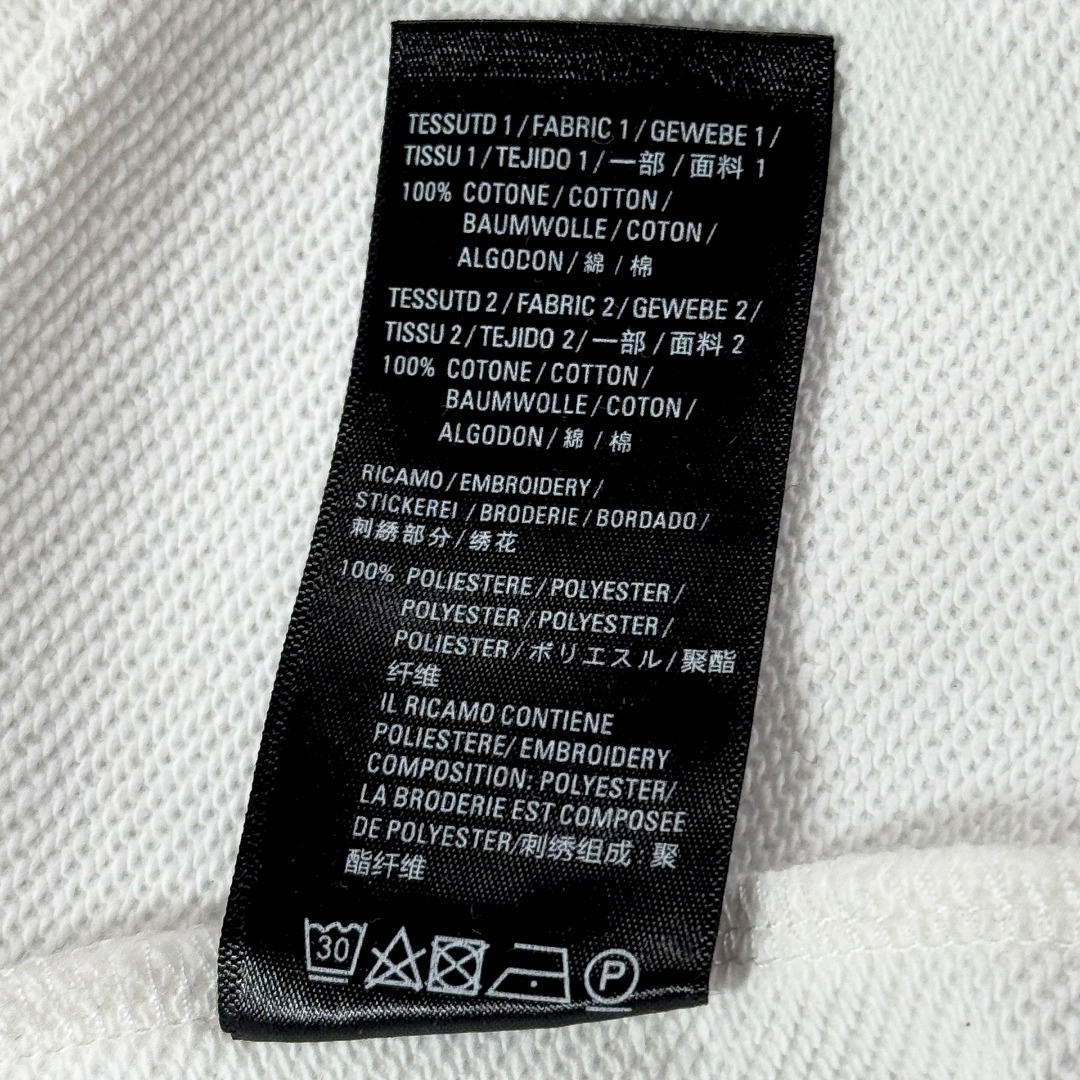 TESSUTD 1/FABRIC 1/GEWEBE 1/
TISSU 1/TEJIDO 1/一部/面料 1
100% COTONE/COTTON/
BAUMWOLLE/COTON/
ALGODON/綿/棉
TESSUTD 2/FABRIC 2/GEWEBE 2/
TISSU 2/TEJIDO 2/一部/面料 2
100% COTONE/COTTON/
BAUMWOLLE/COTON/
ALGODON/綿/棉
RICAMO/EMBROIDERY/
STICKEREI/BRODERIE/BORDADO/
刺綉部分/绣花
100% POLIESTERE/POLYESTER/
POLYESTER/POLYESTER/
POLIESTER/ポリエスル/聚酯
纤维
IL RICAMO CONTIENE
POLIESTERE/EMBROIDERY
COMPOSITION: POLYESTER/
LA BRODERIE EST COMPOSEE
DE POLYESTER/刺绣组成：聚
酯纤维
30 P